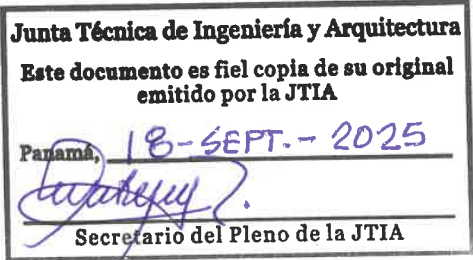 Junta Técnica de Ingeniería y Arquitectura
Este documento es fiel copia de su original
emitido por la JTIA
Panamá, 18-SEPT.-2025
Secretario del Pleno de la JTIA